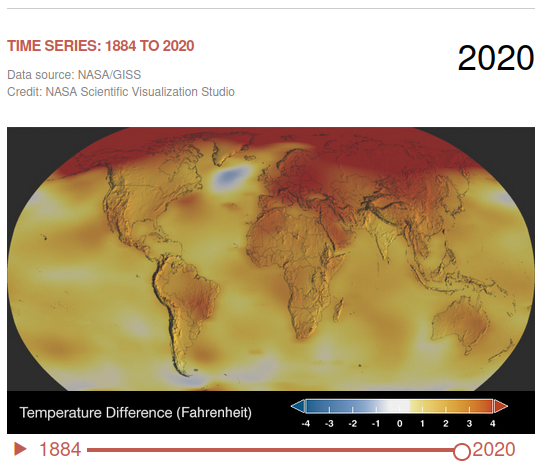 TIME SERIES: 1884 TO 2020
2020
Data source: NASA/GISS
Credit: NASA Scientific Visualization Studio
Temperature Difference (Fahrenheit)
-4 -3 -2 -1 0 1 2 3 4
1884 2020